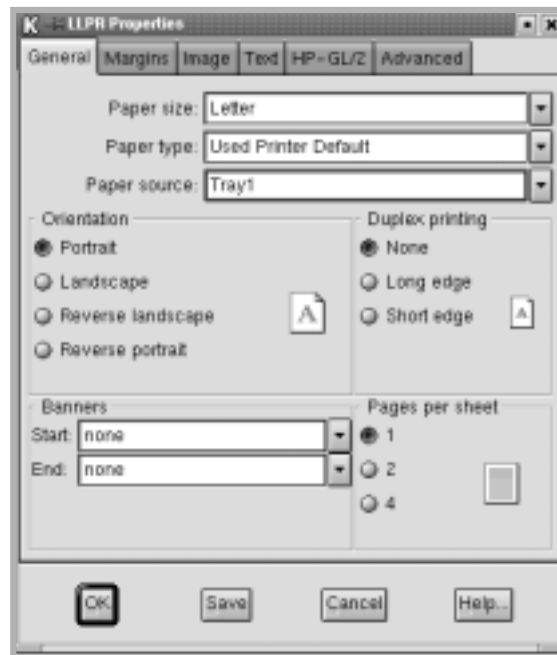 LLPR Properties
General Margins Image Text HP-GL/2 Advanced
Paper size: Letter
Paper type: Used Printer Default
Paper source: Tray1
Orientation
Portrait
Landscape
Reverse landscape
Reverse portrait
A
Duplex printing
None
Long edge
Short edge
A
Banners
Start: none
End: none
Pages per sheet
1
2
4
OK Save Cancel Help...